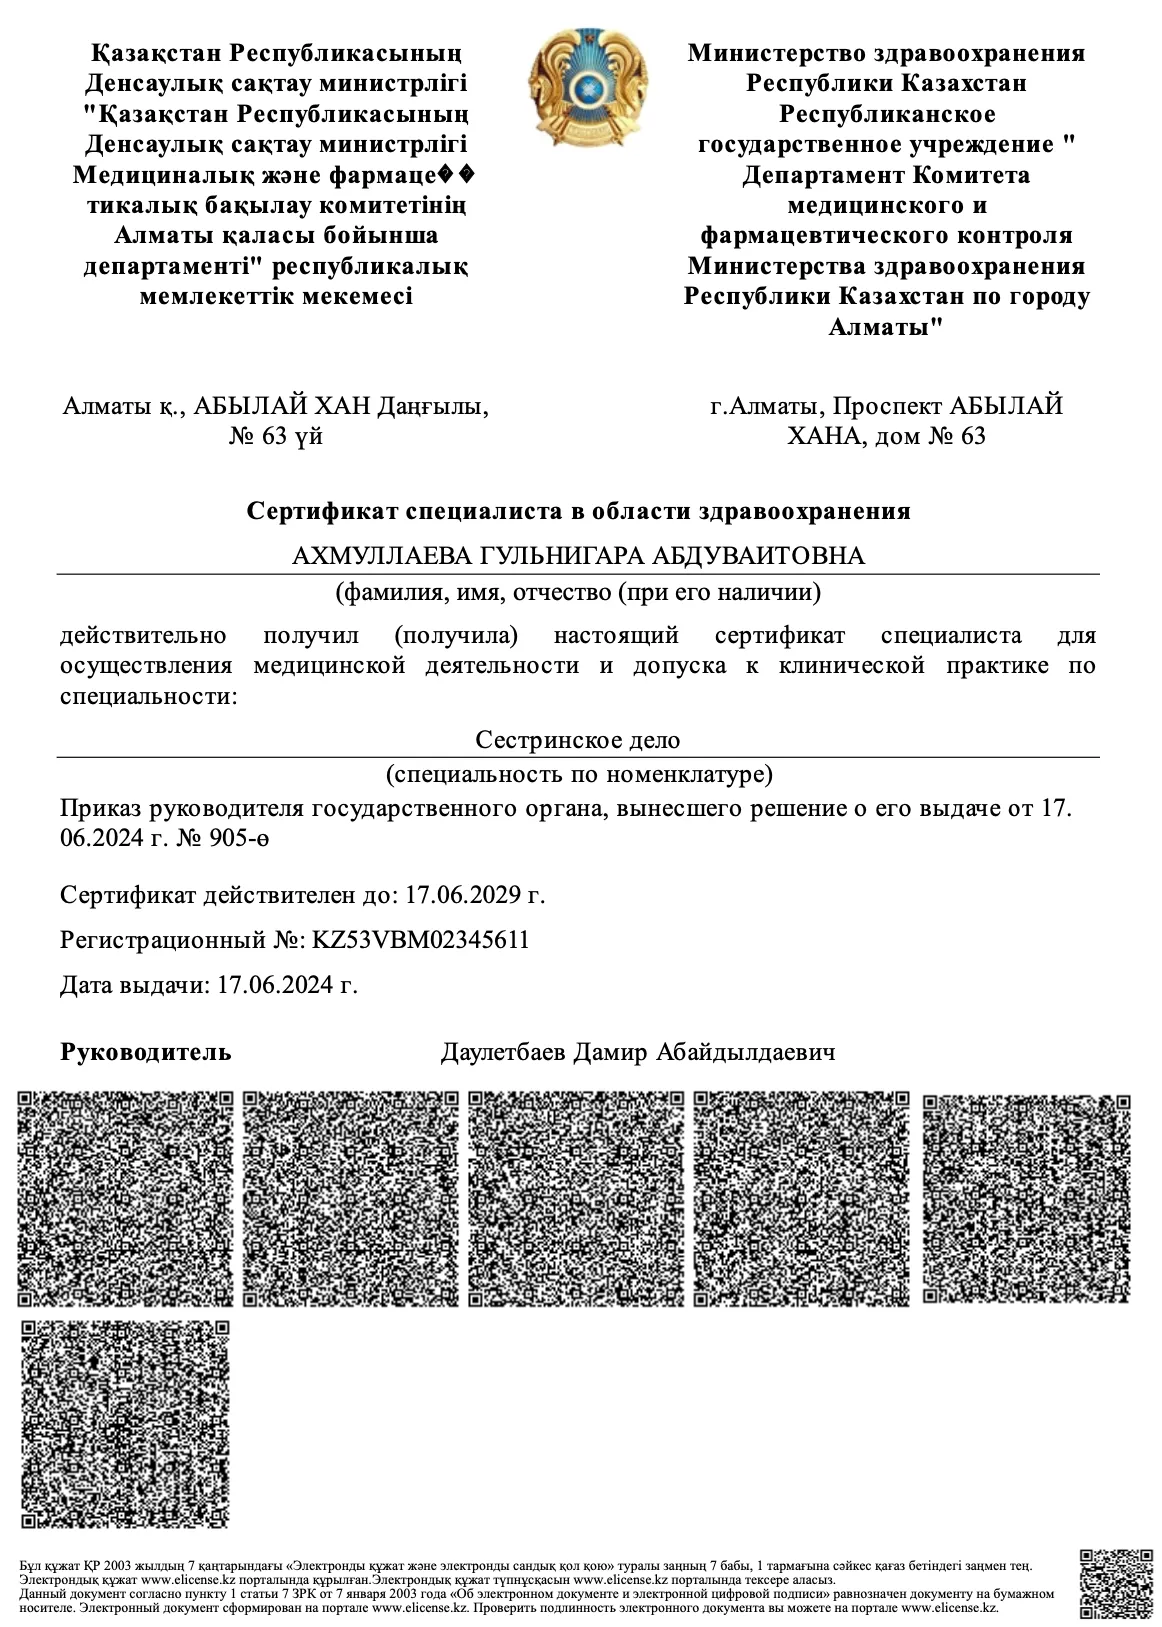 Қазақстан Республикасының
Денсаулық сақтау министрлігі
"Қазақстан Республикасының
Денсаулық сақтау министрлігі
Медициналық және фармаце��
тикалық бақылау комитетінің
Алматы қаласы бойынша
департаменті" республикалық
мемлекеттік мекемесі
Министерство здравоохранения
Республики Казахстан
Республиканское
государственное учреждение "
Департамент Комитета
медицинского и
фармацевтического контроля
Министерства здравоохранения
Республики Казахстан по городу
Алматы"
Алматы қ., АБЫЛАЙ ХАН Даңғылы,
№ 63 үй
г.Алматы, Проспект АБЫЛАЙ
ХАНА, дом № 63
Сертификат специалиста в области здравоохранения
АХМУЛЛАЕВА ГУЛЬНИГАРА АБДУВАИТОВНА
(фамилия, имя, отчество (при его наличии)
действительно получил (получила) настоящий сертификат специалиста для
осуществления медицинской деятельности и допуска к клинической практике по
специальности:
Сестринское дело
(специальность по номенклатуре)
Приказ руководителя государственного органа, вынесшего решение о его выдаче от 17.
06.2024 г. № 905-ө
Сертификат действителен до: 17.06.2029 г.
Регистрационный №: KZ53VBM02345611
Дата выдачи: 17.06.2024 г.
Руководитель Даулетбаев Дамир Абайдылдаевич
Бұл құжат ҚР 2003 жылдың 7 қаңтарындағы «Электронды құжат және электронды сандық қол қою» туралы заңның 7 бабы, 1 тармағына сәйкес қағаз бетіндегі заңмен тең.
Электрондық құжат www.elicense.kz порталында құрылған.Электрондық құжат түпнұсқасын www.elicense.kz порталында тексере аласыз.
Данный документ согласно пункту 1 статьи 7 ЗРК от 7 января 2003 года «Об электронном документе и электронной цифровой подписи» равнозначен документу на бумажном
носителе. Электронный документ сформирован на портале www.elicense.kz. Проверить подлинность электронного документа вы можете на портале www.elicense.kz.